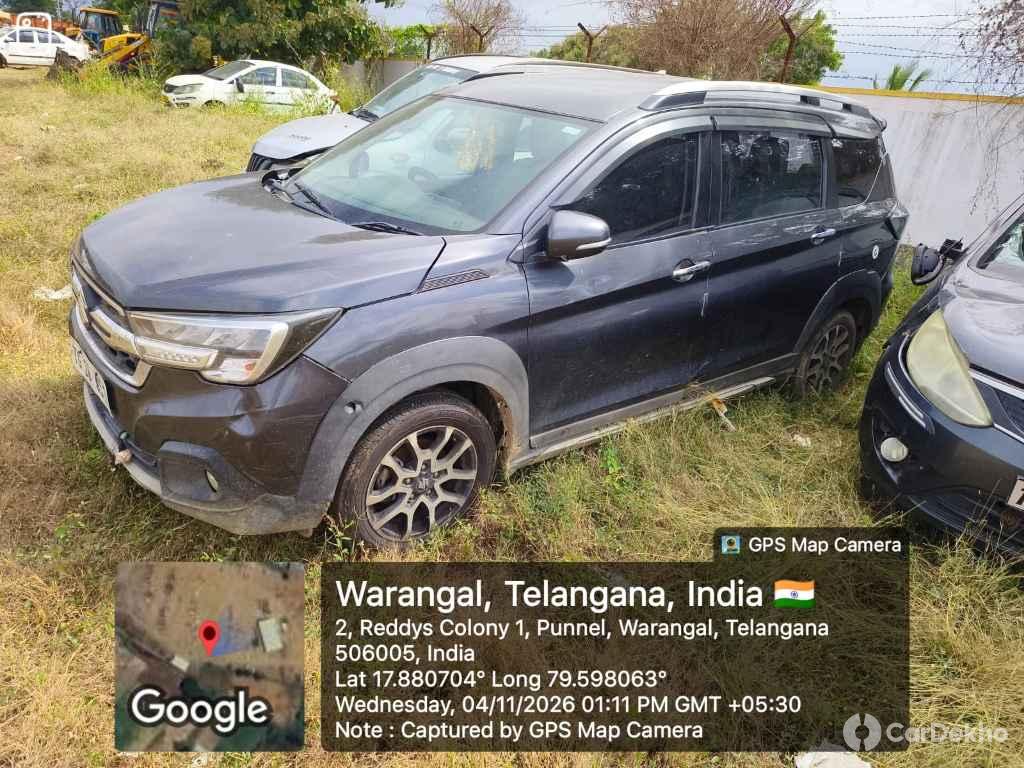 GPS Map Camera
Warangal, Telangana, India
2, Reddys Colony 1, Punnel, Warangal, Telangana
506005, India
Lat 17.880704° Long 79.598063°
Wednesday, 04/11/2026 01:11 PM GMT +05:30
Note : Captured by GPS Map Camera
Google
CarDekho